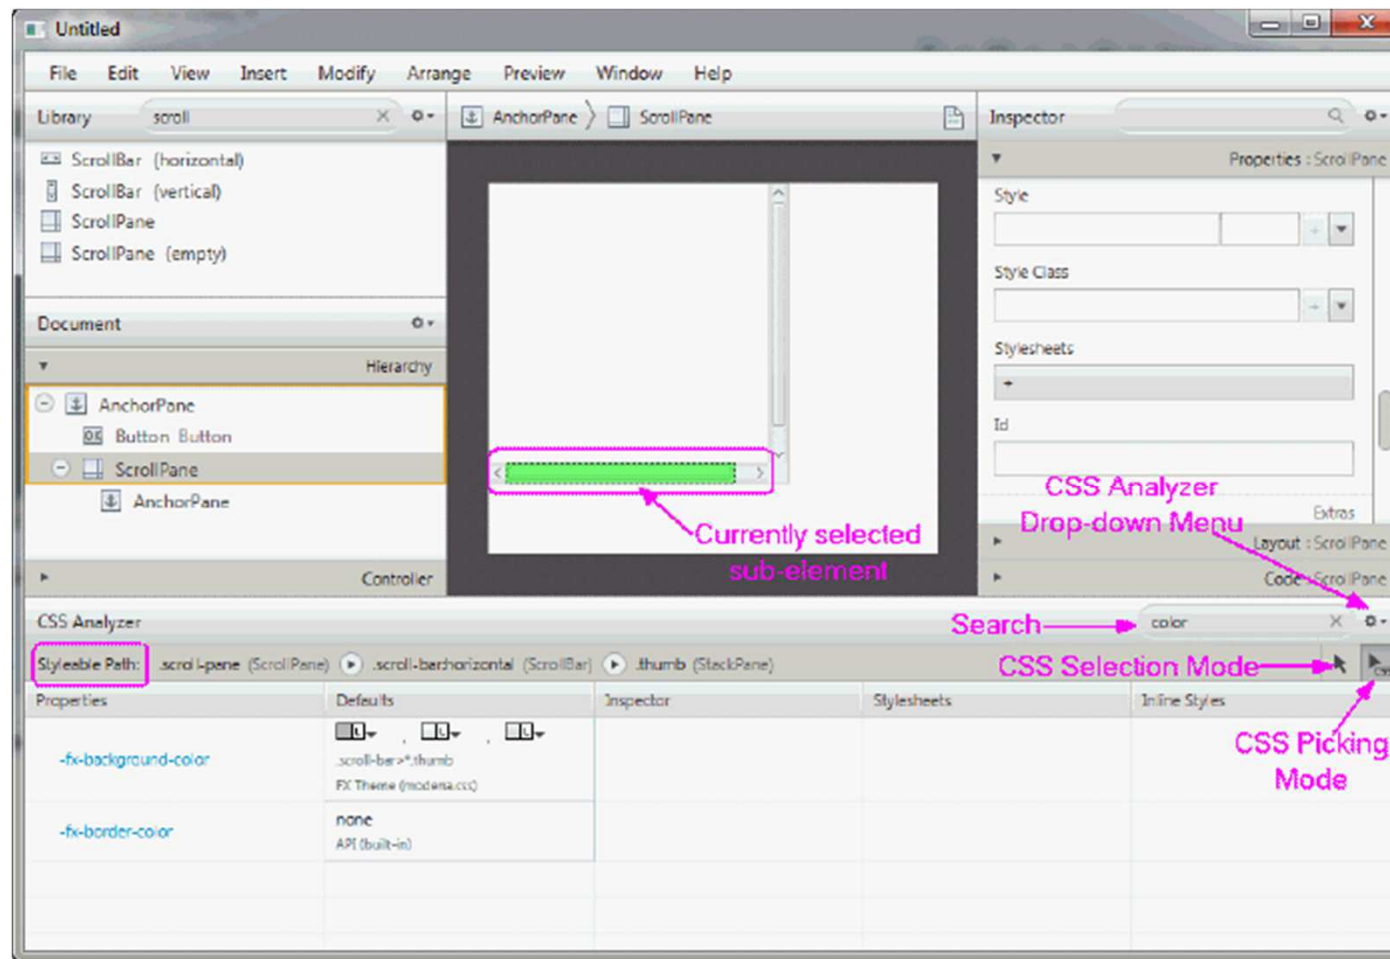 Untitled
File Edit View Insert Modify Arrange Preview Window Help
Library scroll
ScrollBar (horizontal)
ScrollBar (vertical)
ScrollPane
ScrollPane (empty)
Document
Hierarchy
AnchorPane
Button Button
ScrollPane
AnchorPane
Controller
AnchorPane ScrollPane
Currently selected
sub-element
Inspector
Properties : ScrollPane
Style
Style Class
Stylesheets
+
Id
CSS Analyzer
Drop-down Menu
Extras
Layout : ScrollPane
Code : ScrollPane
CSS Analyzer
Search
color
Styleable Path: .scroll-pane (ScrollPane) .scroll-bar:horizontal (ScrollBar) .thumb (StackPane)
CSS Selection Mode
CSS Picking
Mode
Properties Defaults Inspector Stylesheets Inline Styles
-fx-background-color
, ,
.scroll-bar>*.thumb
FX Theme (modena.css)
-fx-border-color
none
API (built-in)